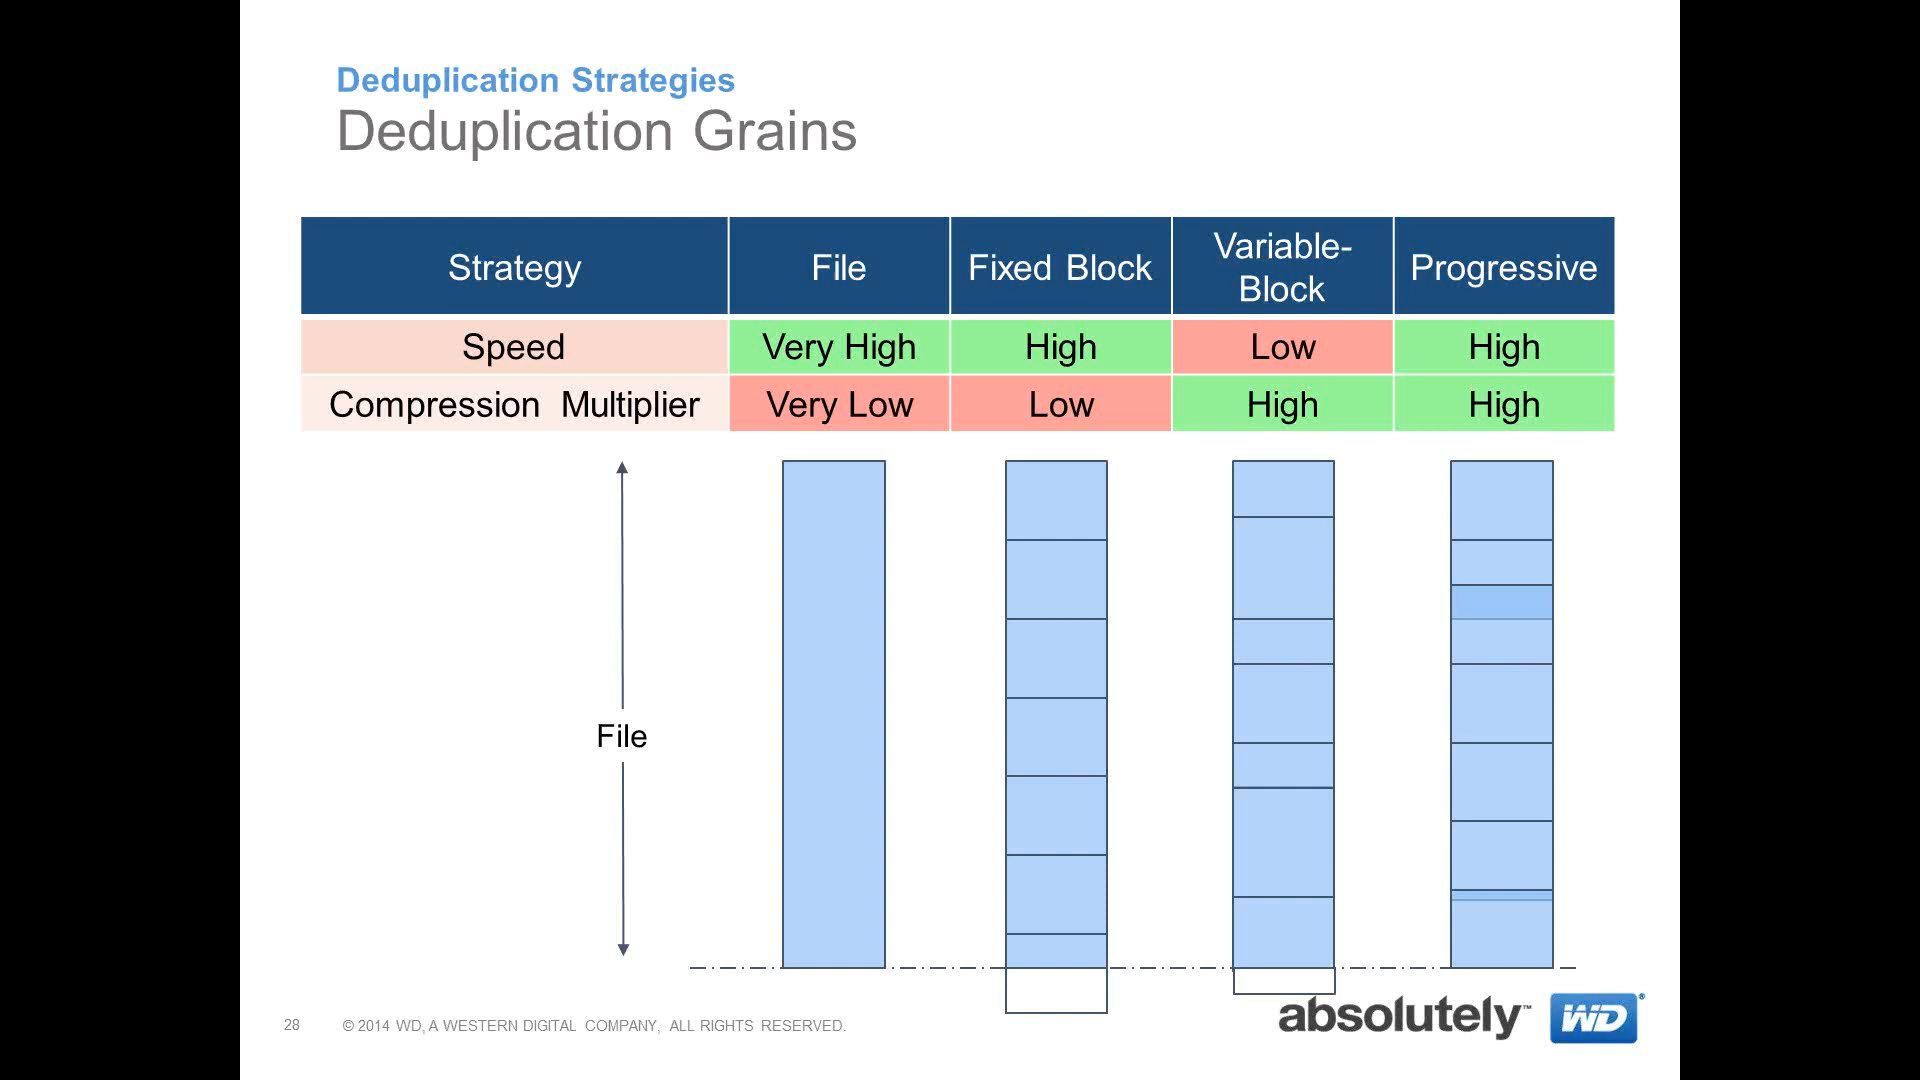 Deduplication Strategies
Deduplication Grains
Strategy File Fixed Block Variable-Block Progressive
Speed Very High High Low High
Compression Multiplier Very Low Low High High
File
28 © 2014 WD, A WESTERN DIGITAL COMPANY, ALL RIGHTS RESERVED.
absolutely™ WD®